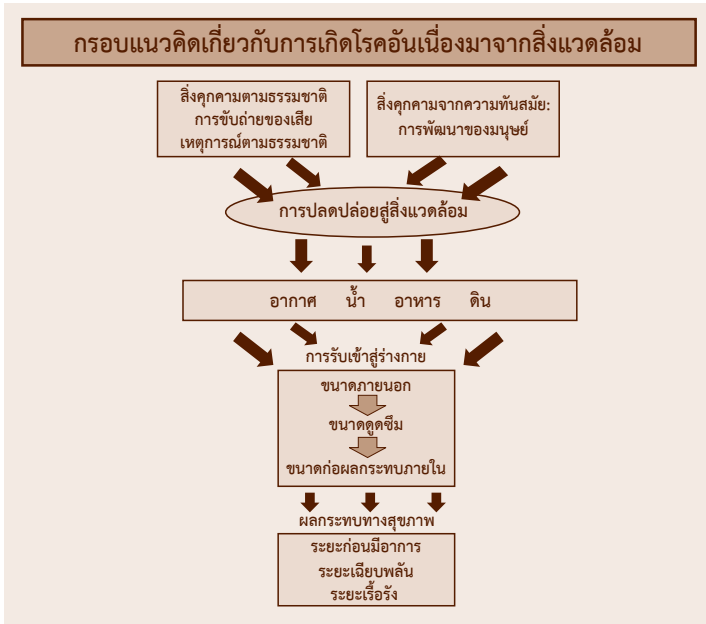 กรอบแนวคิดเกี่ยวกับการเกิดโรคอันเนื่องมาจากสิ่งแวดล้อม
สิ่งคุกคามตามธรรมชาติ
การขับถ่ายของเสีย
เหตุการณ์ตามธรรมชาติ
สิ่งคุกคามจากความทันสมัย:
การพัฒนาของมนุษย์
การปลดปล่อยสู่สิ่งแวดล้อม
อากาศ น้ำ อาหาร ดิน
การรับเข้าสู่ร่างกาย
ขนาดภายนอก
ขนาดดูดซึม
ขนาดก่อผลกระทบภายใน
ผลกระทบทางสุขภาพ
ระยะก่อนมีอาการ
ระยะเฉียบพลัน
ระยะเรื้อรัง